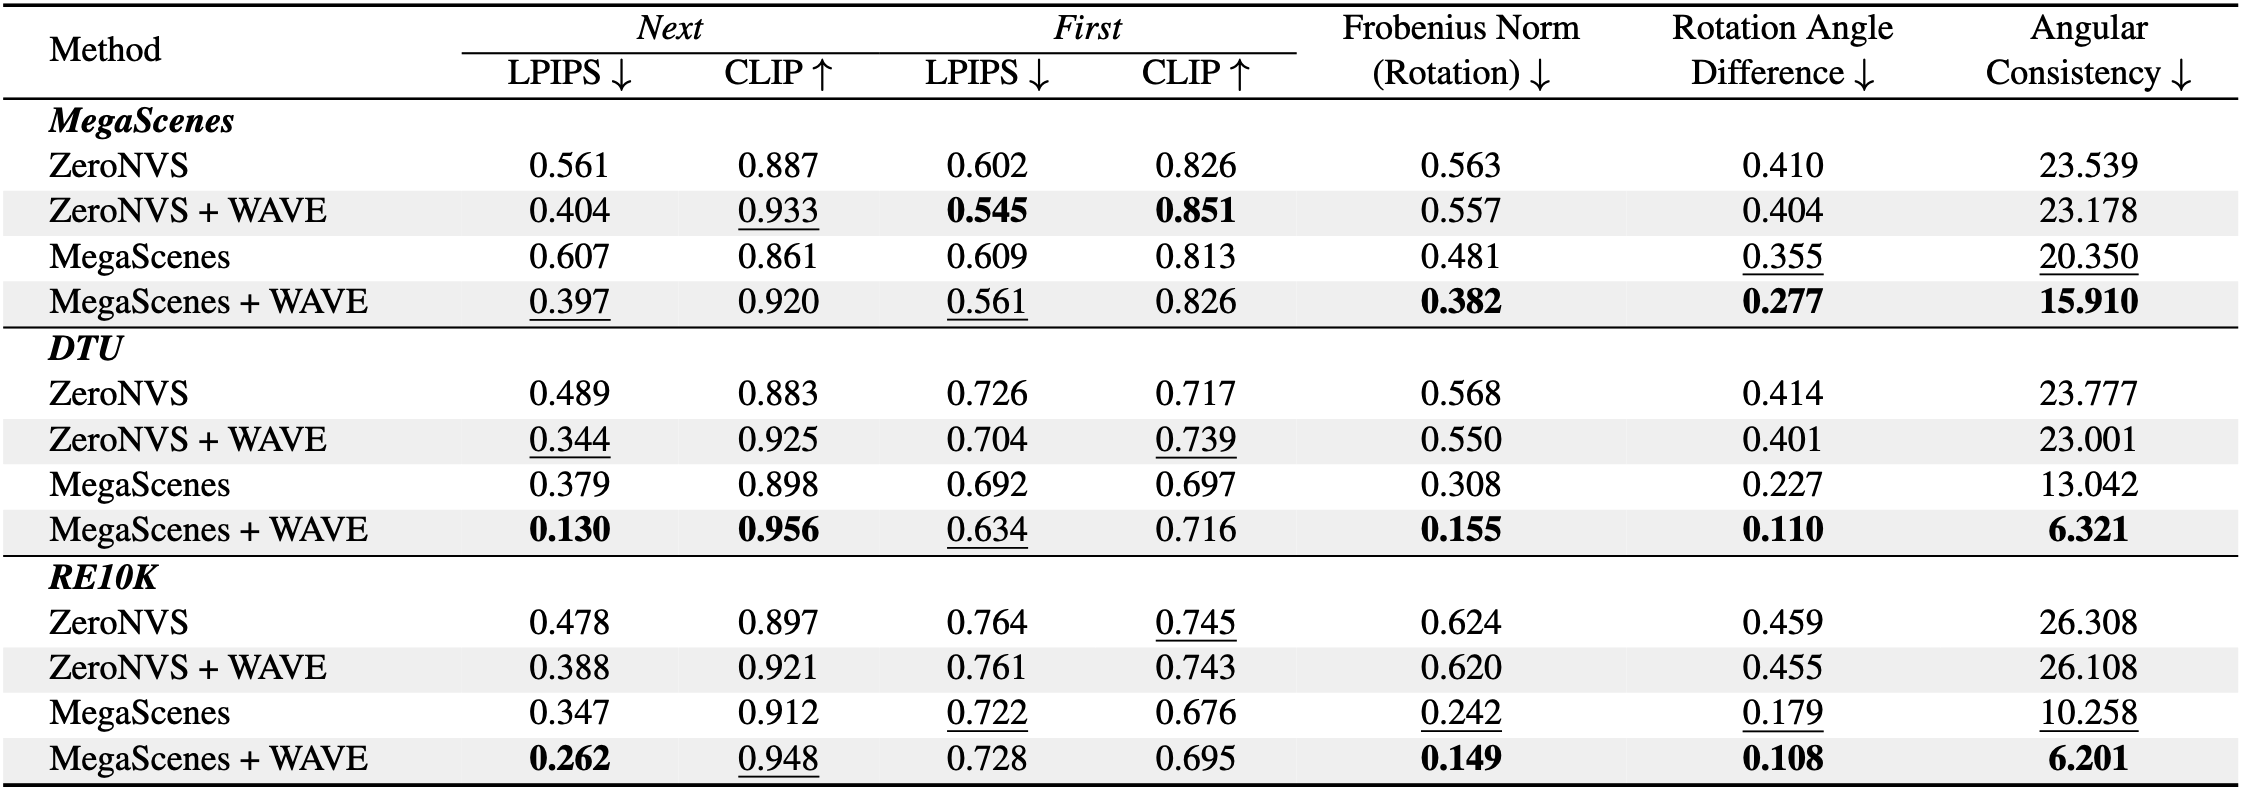 Method Next First Frobenius Norm Rotation Angle Angular
LPIPS ↓ CLIP ↑ LPIPS ↓ CLIP ↑ (Rotation) ↓ Difference ↓ Consistency ↓
MegaScenes
ZeroNVS 0.561 0.887 0.602 0.826 0.563 0.410 23.539
ZeroNVS + WAVE 0.404 0.933 0.545 0.851 0.557 0.404 23.178
MegaScenes 0.607 0.861 0.609 0.813 0.481 0.355 20.350
MegaScenes + WAVE 0.397 0.920 0.561 0.826 0.382 0.277 15.910
DTU
ZeroNVS 0.489 0.883 0.726 0.717 0.568 0.414 23.777
ZeroNVS + WAVE 0.344 0.925 0.704 0.739 0.550 0.401 23.001
MegaScenes 0.379 0.898 0.692 0.697 0.308 0.227 13.042
MegaScenes + WAVE 0.130 0.956 0.634 0.716 0.155 0.110 6.321
RE10K
ZeroNVS 0.478 0.897 0.764 0.745 0.624 0.459 26.308
ZeroNVS + WAVE 0.388 0.921 0.761 0.743 0.620 0.455 26.108
MegaScenes 0.347 0.912 0.722 0.676 0.242 0.179 10.258
MegaScenes + WAVE 0.262 0.948 0.728 0.695 0.149 0.108 6.201